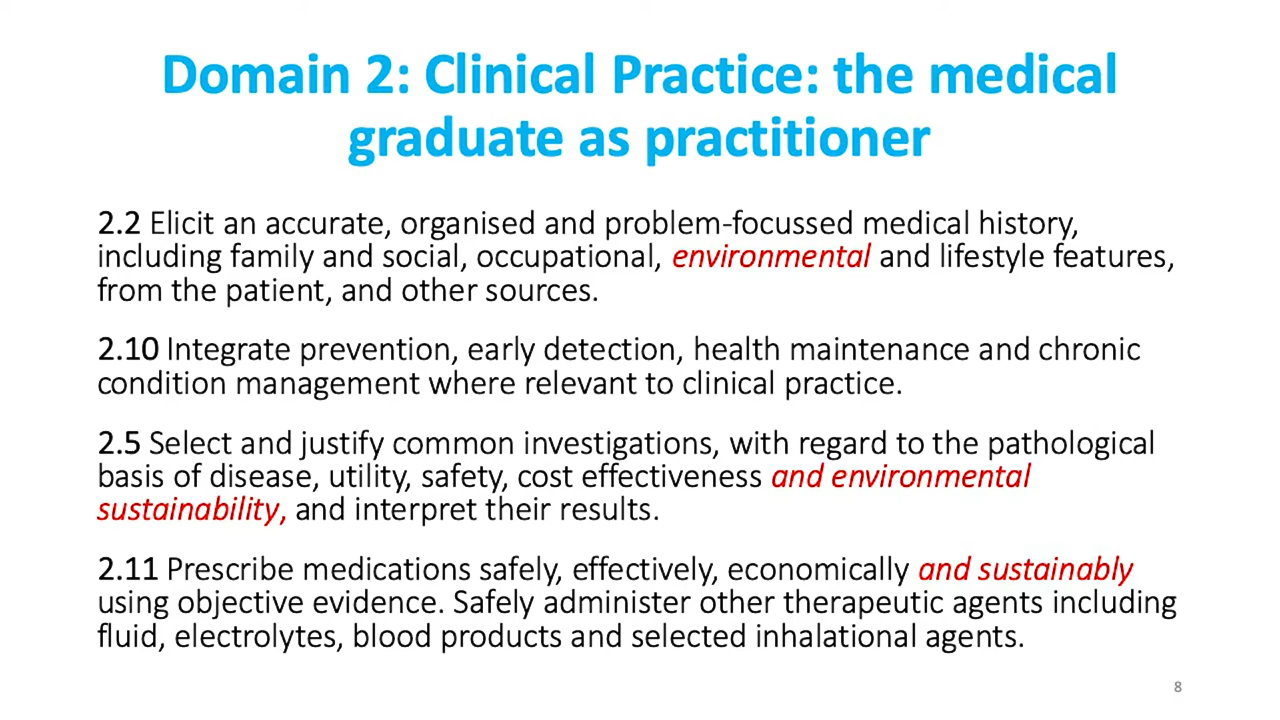 Domain 2: Clinical Practice: the medical
graduate as practitioner
2.2 Elicit an accurate, organised and problem-focussed medical history,
including family and social, occupational, environmental and lifestyle features,
from the patient, and other sources.
2.10 Integrate prevention, early detection, health maintenance and chronic
condition management where relevant to clinical practice.
2.5 Select and justify common investigations, with regard to the pathological
basis of disease, utility, safety, cost effectiveness and environmental
sustainability, and interpret their results.
2.11 Prescribe medications safely, effectively, economically and sustainably
using objective evidence. Safely administer other therapeutic agents including
fluid, electrolytes, blood products and selected inhalational agents.
8